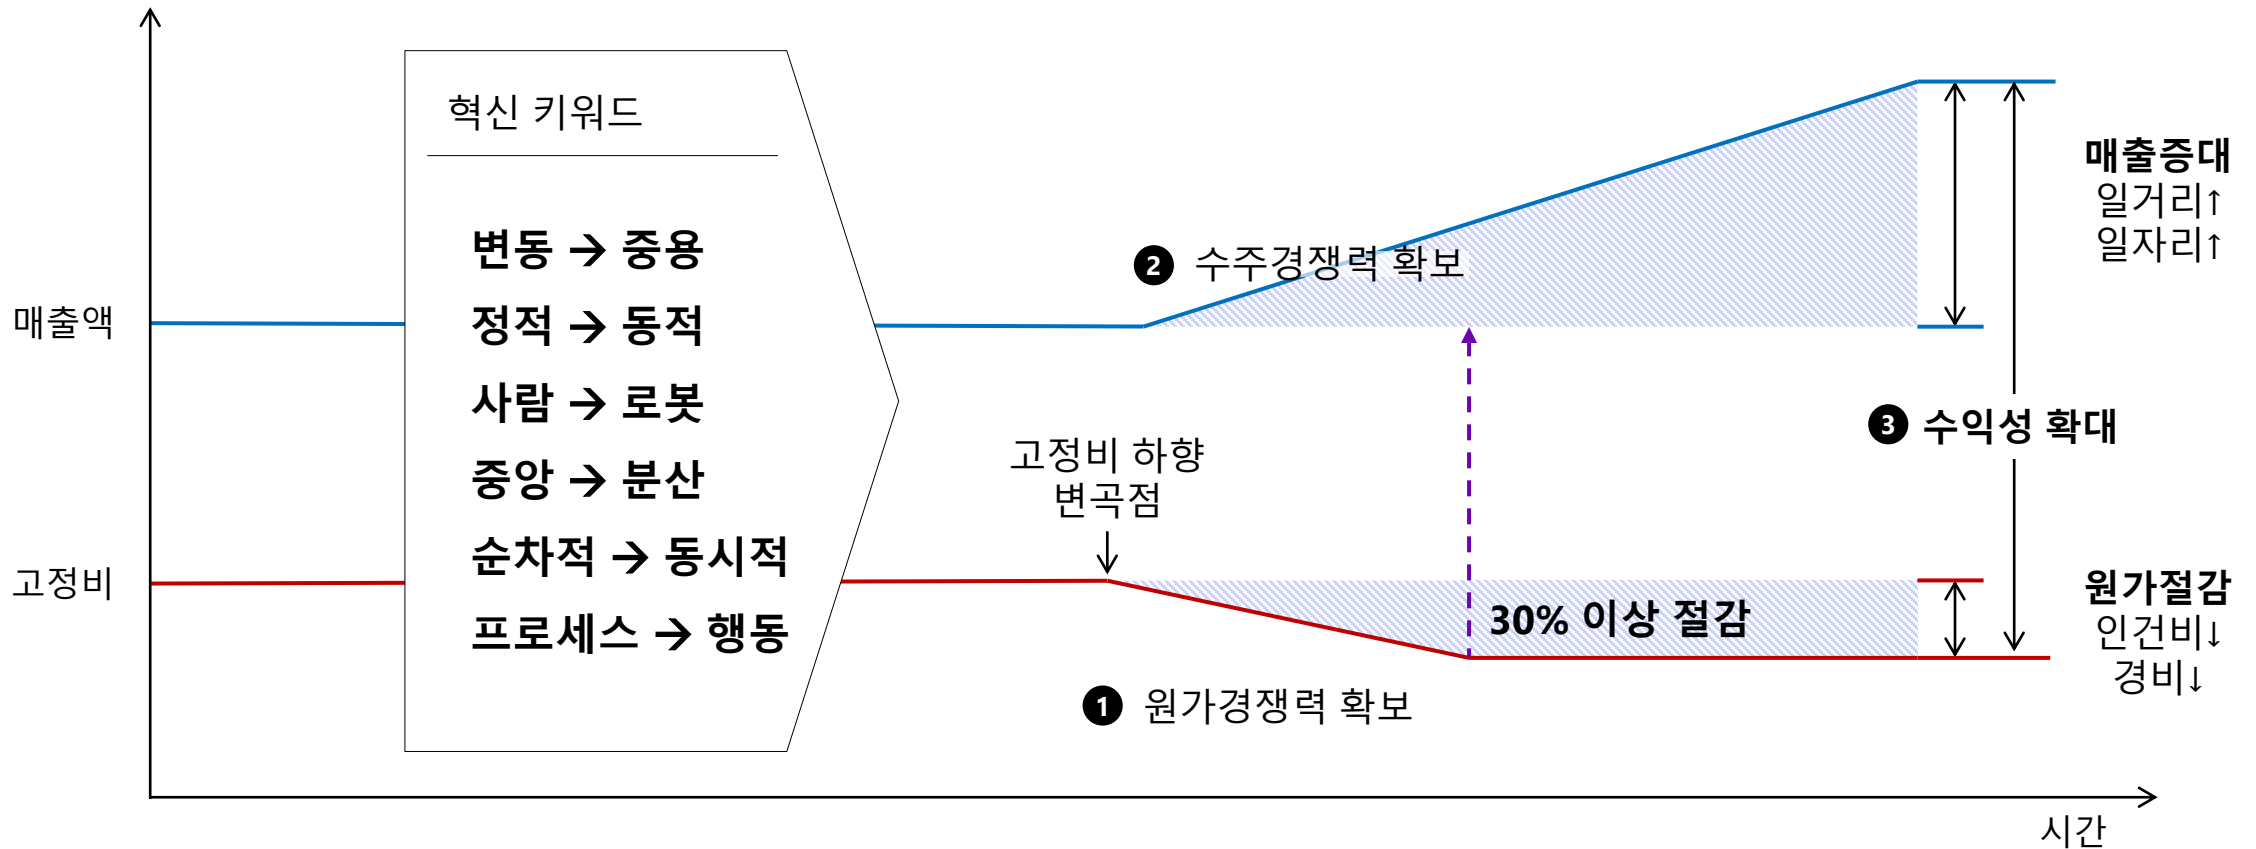 혁신 키워드
변동 → 중용
정적 → 동적
사람 → 로봇
중앙 → 분산
순차적 → 동시적
프로세스 → 행동
매출액
고정비
❷ 수주경쟁력 확보
고정비 하향
변곡점
30% 이상 절감
❶ 원가경쟁력 확보
매출증대
일거리↑
일자리↑
❸ 수익성 확대
원가절감
인건비↓
경비↓
시간